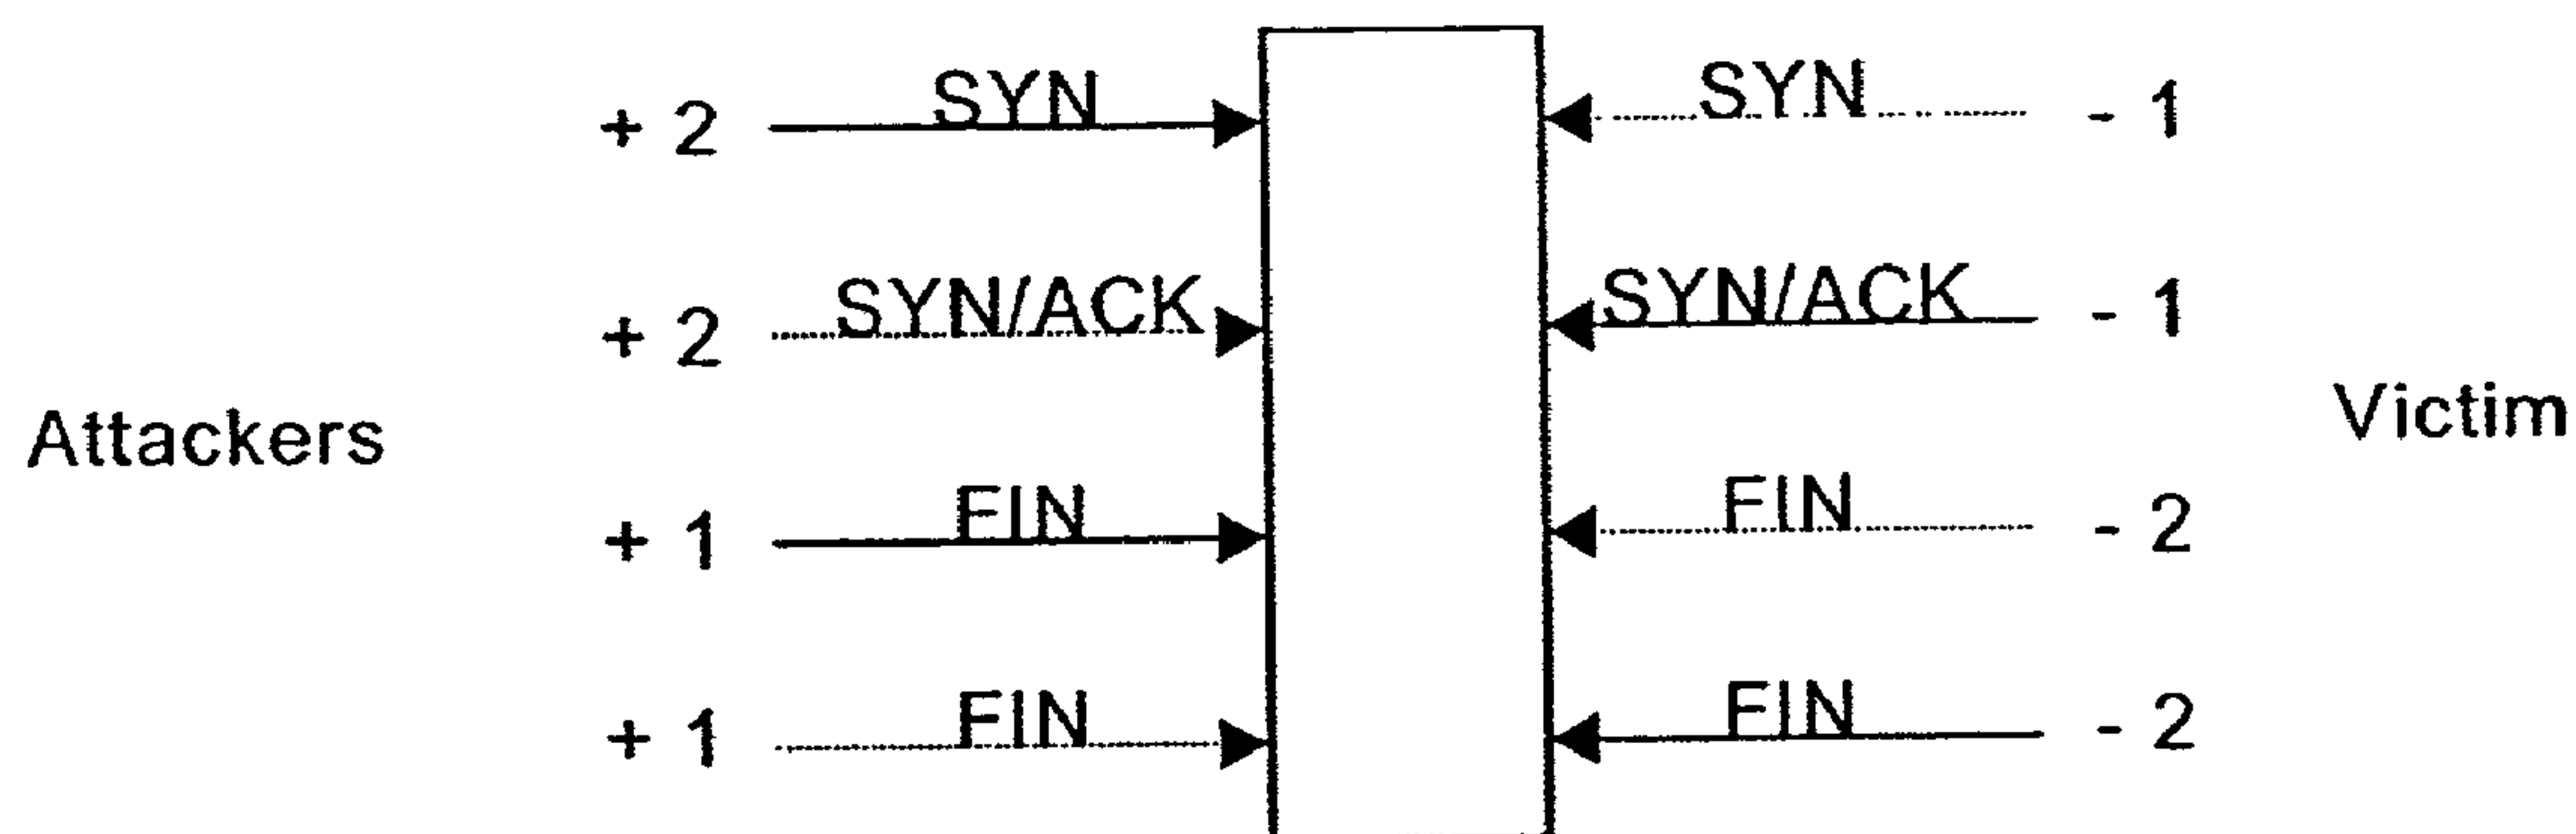 + 2 SYN SYN - 1
+ 2 SYN/ACK SYN/ACK - 1
Attackers Victim
+ 1 FIN FIN - 2
+ 1 FIN FIN - 2